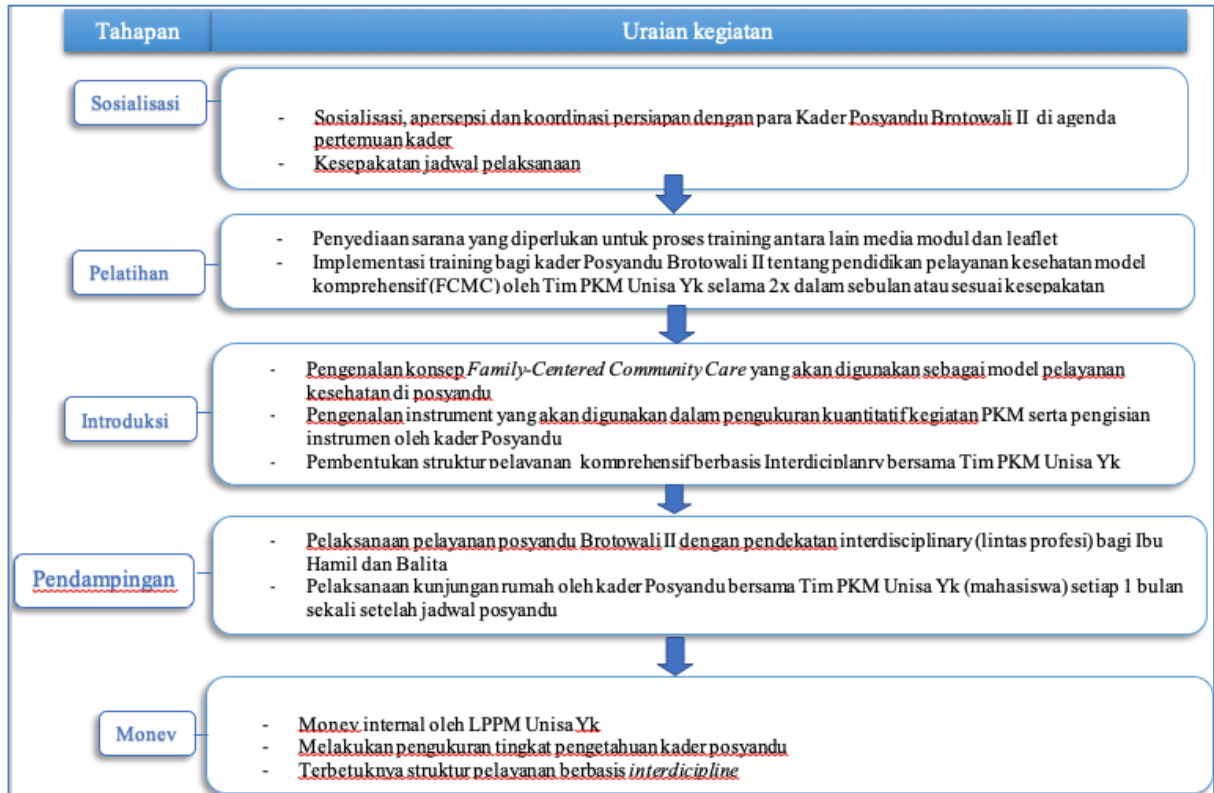 Tahapan
Uraian kegiatan
Sosialisasi
- Sosialisasi, apersepsi dan koordinasi persiapan dengan para Kader Posyandu Brotowali II di agenda
pertemuan kader
- Kesepakatan jadwal pelaksanaan
Pelatihan
- Penyediaan sarana yang diperlukan untuk proses training antara lain media modul dan leaflet
- Implementasi training bagi kader Posyandu Brotowali II tentang pendidikan pelayanan kesehatan model
komprehensif (FCMC) oleh Tim PKM Unisa Yk selama 2x dalam sebulan atau sesuai kesepakatan
Introduksi
- Pengenalan konsep Family-Centered Community Care yang akan digunakan sebagai model pelayanan
kesehatan di posyandu
- Pengenalan instrument yang akan digunakan dalam pengukuran kuantitatif kegiatan PKM serta pengisian
instrumen oleh kader Posyandu
- Pembentukan struktur pelayanan komprehensif berbasis Interdiciplanry bersama Tim PKM Unisa Yk
Pendampingan
- Pelaksanaan pelayanan posyandu Brotowali II dengan pendekatan interdisciplinary (lintas profesi) bagi Ibu
Hamil dan Balita
- Pelaksanaan kunjungan rumah oleh kader Posyandu bersama Tim PKM Unisa Yk (mahasiswa) setiap 1 bulan
sekali setelah jadwal posyandu
Monev
- Monev internal oleh LPPM Unisa Yk
- Melakukan pengukuran tingkat pengetahuan kader posyandu
- Terbetuknya struktur pelayanan berbasis interdicipline